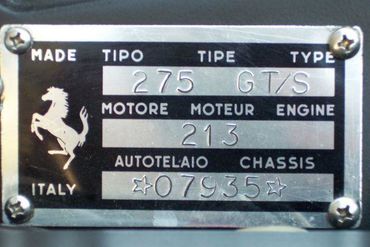 MADE TIPO TIPE TYPE
275 GT/S
MOTORE MOTEUR ENGINE
213
AUTOTELAIO CHASSIS
ITALY ☆07935☆